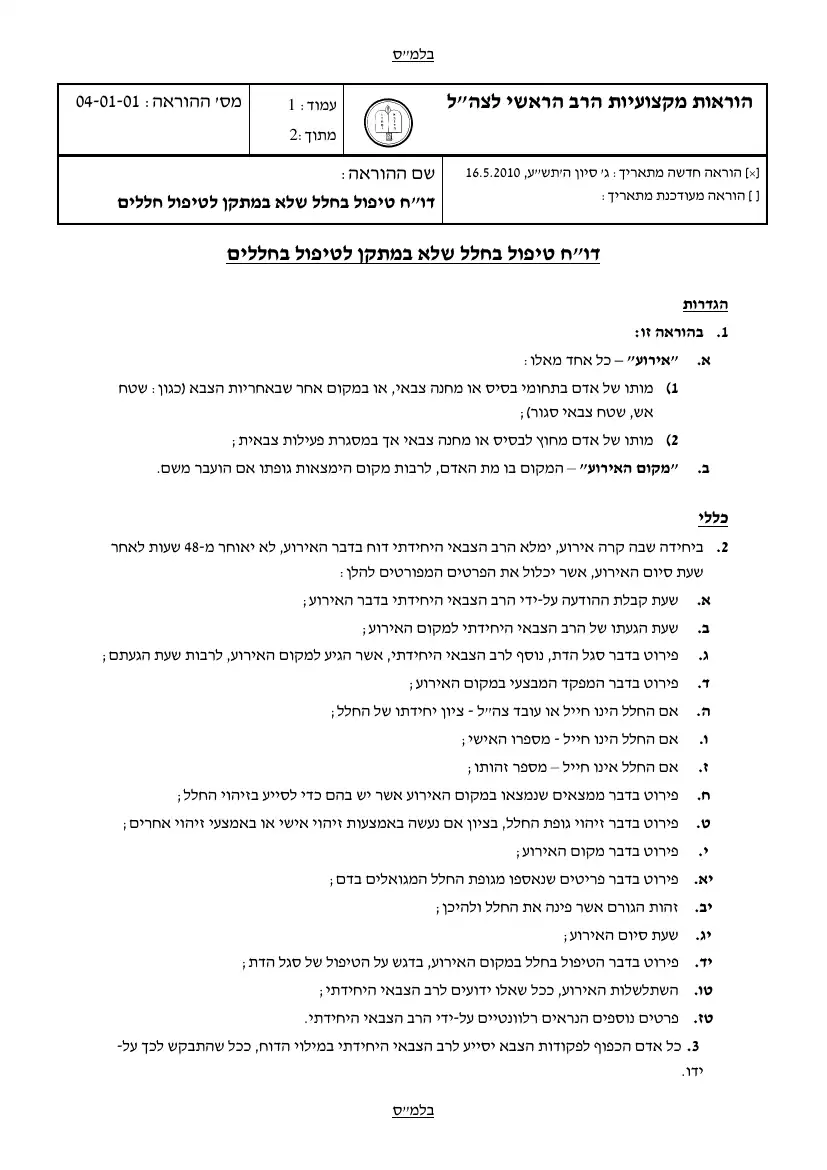 בלמ"ס
הוראות מקצועיות הרב הראשי לצה"ל
עמוד: 1
מתוך: 2
מס' ההוראה: 04-01-01
[×] הוראה חדשה מתאריך: ג' סיון ה'תש"ע, 16.5.2010
[ ] הוראה מעודכנת מתאריך:
שם ההוראה:
דו"ח טיפול בחלל שלא במתקן לטיפול חללים
דו"ח טיפול בחלל שלא במתקן לטיפול בחללים
הגדרות
1. בהוראה זו:
א. "אירוע" – כל אחד מאלו:
1) מותו של אדם בתחומי בסיס או מחנה צבאי, או במקום אחר שבאחריות הצבא (כגון: שטח
אש, שטח צבאי סגור);
2) מותו של אדם מחוץ לבסיס או מחנה צבאי אך במסגרת פעילות צבאית;
ב. "מקום האירוע" – המקום בו מת האדם, לרבות מקום הימצאות גופתו אם הועבר משם.
כללי
2. ביחידה שבה קרה אירוע, ימלא הרב הצבאי היחידתי דוח בדבר האירוע, לא יאוחר מ-48 שעות לאחר
שעת סיום האירוע, אשר יכלול את הפרטים המפורטים להלן:
א. שעת קבלת ההודעה על-ידי הרב הצבאי היחידתי בדבר האירוע;
ב. שעת הגעתו של הרב הצבאי היחידתי למקום האירוע;
ג. פירוט בדבר סגל הדת, נוסף לרב הצבאי היחידתי, אשר הגיע למקום האירוע, לרבות שעת הגעתם;
ד. פירוט בדבר המפקד המבצעי במקום האירוע;
ה. אם החלל הינו חייל או עובד צה"ל - ציון יחידתו של החלל;
ו. אם החלל הינו חייל - מספרו האישי;
ז. אם החלל אינו חייל – מספר זהותו;
ח. פירוט בדבר ממצאים שנמצאו במקום האירוע אשר יש בהם כדי לסייע בזיהוי החלל;
ט. פירוט בדבר זיהוי גופת החלל, בציון אם נעשה באמצעות זיהוי אישי או באמצעי זיהוי אחרים;
י. פירוט בדבר מקום האירוע;
יא. פירוט בדבר פריטים שנאספו מגופת החלל המגואלים בדם;
יב. זהות הגורם אשר פינה את החלל ולהיכן;
יג. שעת סיום האירוע;
יד. פירוט בדבר הטיפול בחלל במקום האירוע, בדגש על הטיפול של סגל הדת;
טו. השתלשלות האירוע, ככל שאלו ידועים לרב הצבאי היחידתי;
טז. פרטים נוספים הנראים רלוונטיים על-ידי הרב הצבאי היחידתי.
3. כל אדם הכפוף לפקודות הצבא יסייע לרב הצבאי היחידתי במילוי הדוח, ככל שהתבקש לכך על-
ידו.
בלמ"ס